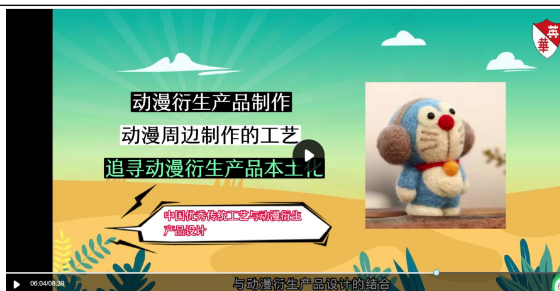 英
華
动漫衍生产品制作
动漫周边制作的工艺
追寻动漫衍生产品本土化
中国优秀传统工艺与动漫衍生
产品设计
与动漫衍生产品设计的结合
06:04/08:39